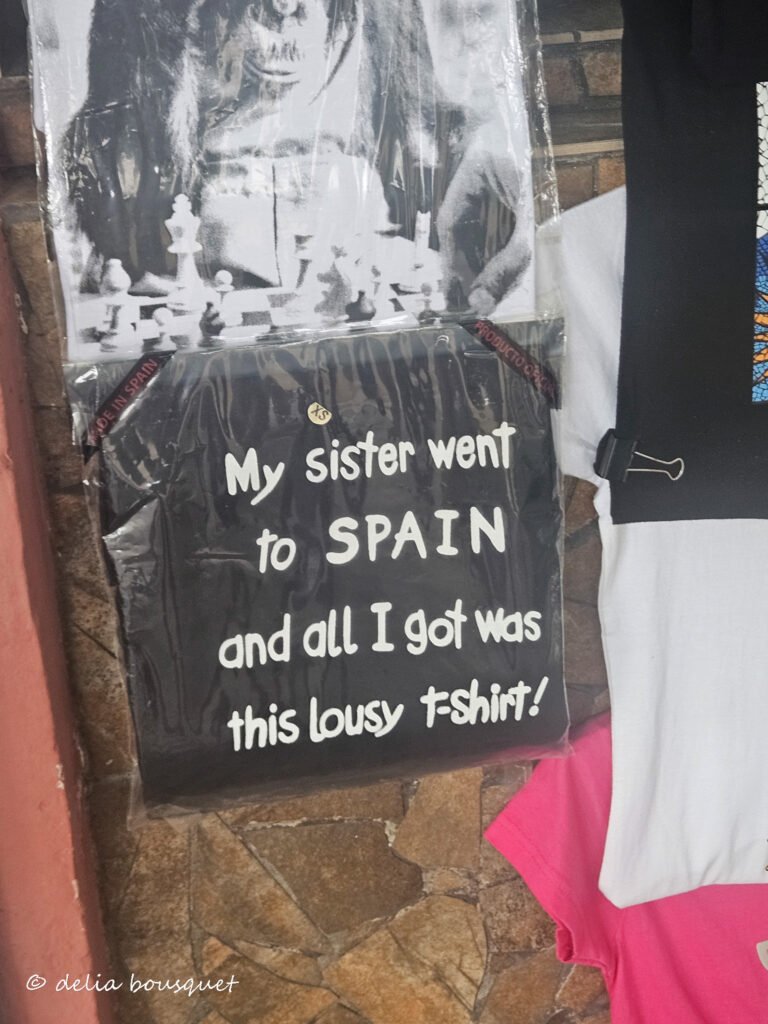 MADE IN SPAIN
PRODUCTO
XS
My sister went
to SPAIN
and all I got was
this lousy t-shirt!
© delia bousquet